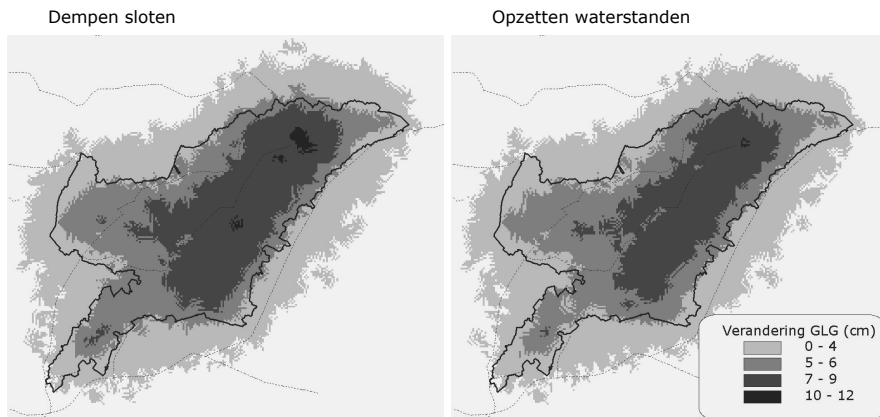 Dempen sloten
Opzetten waterstanden
Verandering GLG (cm)
0 - 4
5 - 6
7 - 9
10 - 12